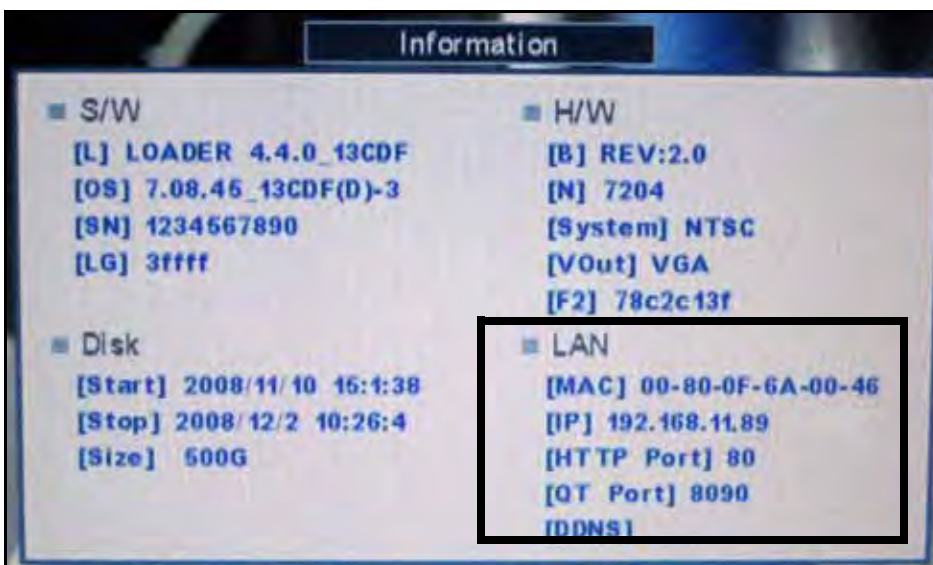 Information
S/W
[L] LOADER 4.4.0_13CDF
[OS] 7.08.46_13CDF(D)-3
[SN] 1234567890
[LG] 3ffff
H/W
[B] REV:2.0
[N] 7204
[System] NTSC
[VOut] VGA
[F2] 78c2c13f
Disk
[Start] 2008/11/10 15:1:38
[Stop] 2008/12/2 10:26:4
[Size] 500G
LAN
[MAC] 00-80-0F-6A-00-46
[IP] 192.168.11.89
[HTTP Port] 80
[QT Port] 8090
[DDNS]